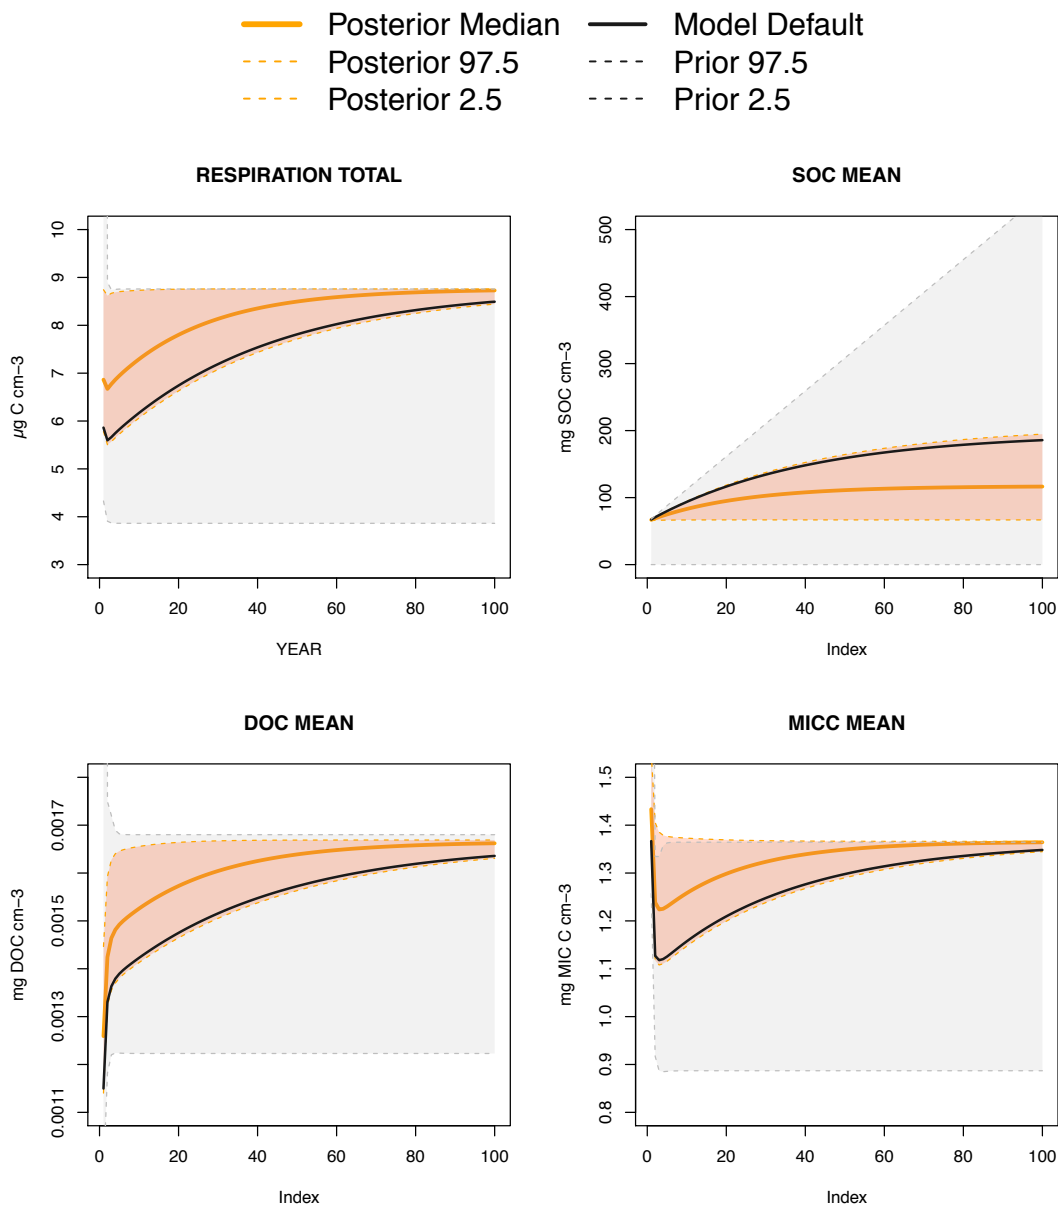 Posterior Median
Model Default
Posterior 97.5
Prior 97.5
Posterior 2.5
Prior 2.5
RESPIRATION TOTAL
µg C cm−3
3 4 5 6 7 8 9 10
0 20 40 60 80 100
YEAR
SOC MEAN
mg SOC cm−3
0 100 200 300 400 500
0 20 40 60 80 100
Index
DOC MEAN
mg DOC cm−3
0.0011 0.0013 0.0015 0.0017
0 20 40 60 80 100
Index
MICC MEAN
mg MIC C cm−3
0.8 0.9 1.0 1.1 1.2 1.3 1.4 1.5
0 20 40 60 80 100
Index